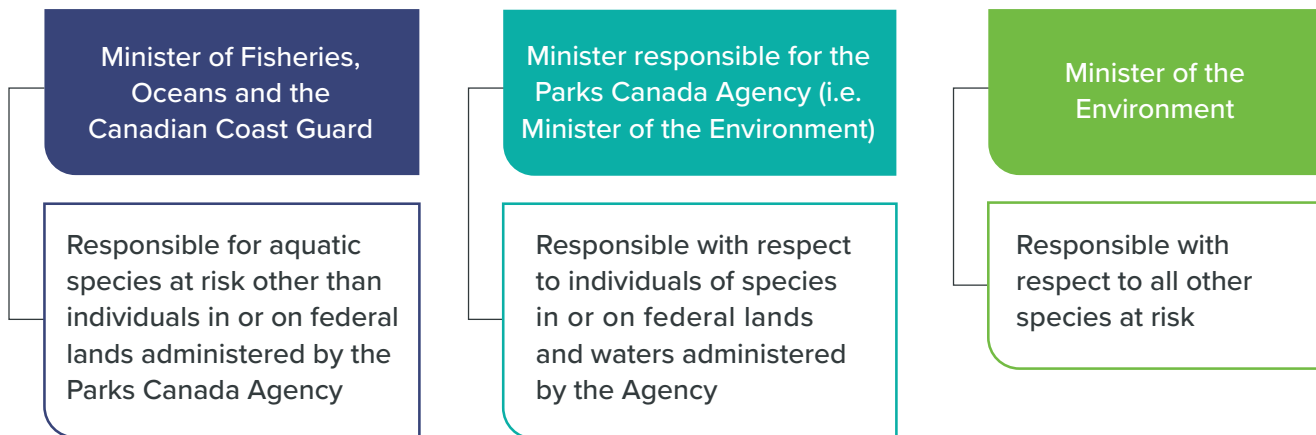 Minister of Fisheries,
Oceans and the
Canadian Coast Guard
Responsible for aquatic
species at risk other than
individuals in or on federal
lands administered by the
Parks Canada Agency
Minister responsible for the
Parks Canada Agency (i.e.
Minister of the Environment)
Responsible with respect
to individuals of species
in or on federal lands
and waters administered
by the Agency
Minister of the
Environment
Responsible with
respect to all other
species at risk